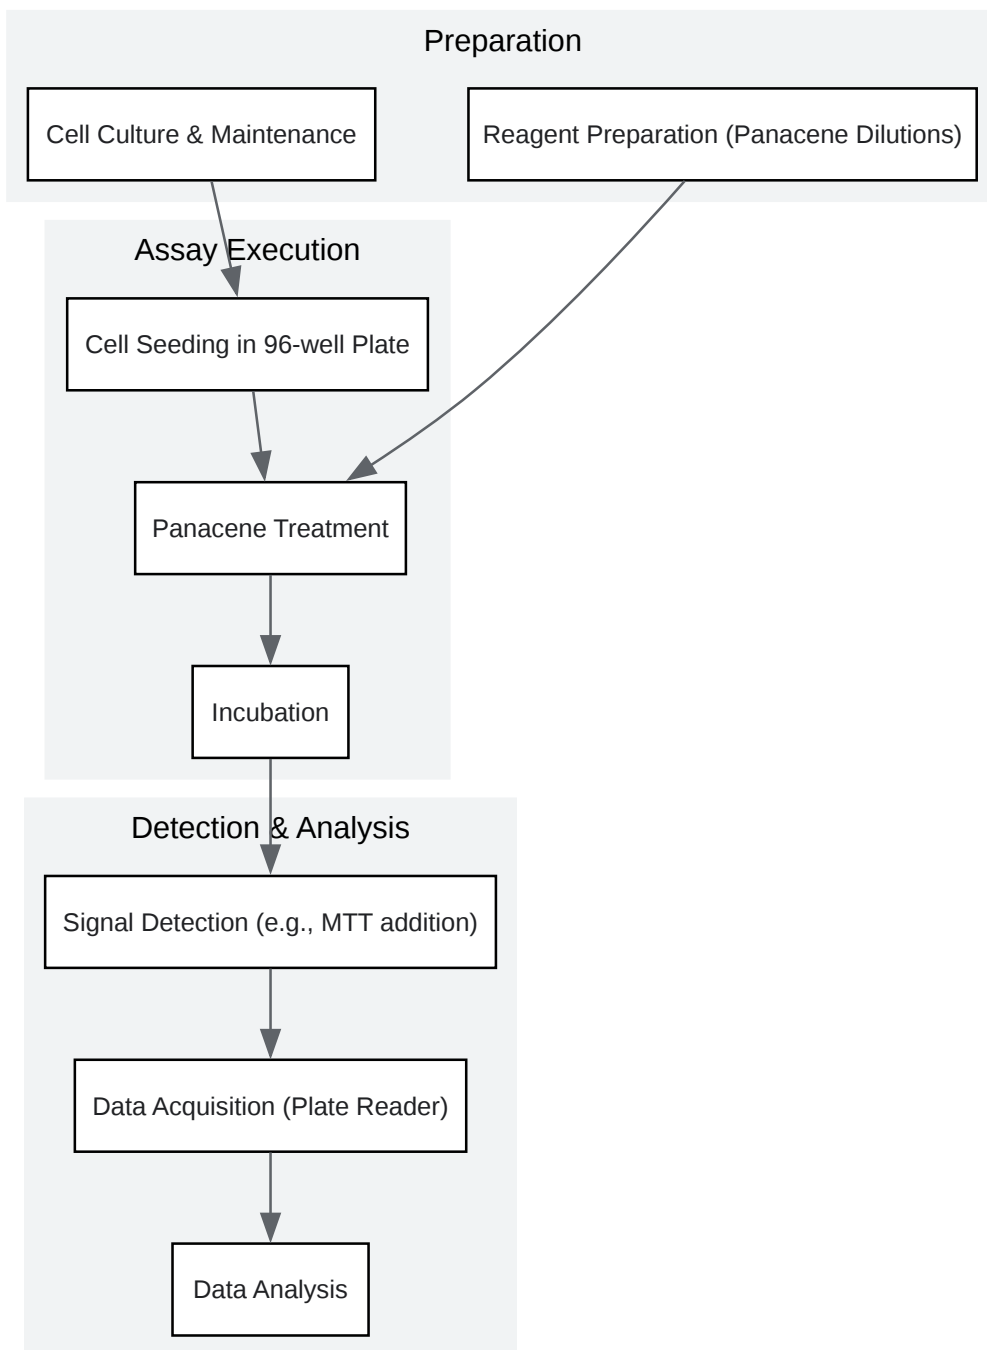 Preparation
Cell Culture & Maintenance
Reagent Preparation (Panacene Dilutions)
Assay Execution
Cell Seeding in 96-well Plate
Panacene Treatment
Incubation
Detection & Analysis
Signal Detection (e.g., MTT addition)
Data Acquisition (Plate Reader)
Data Analysis